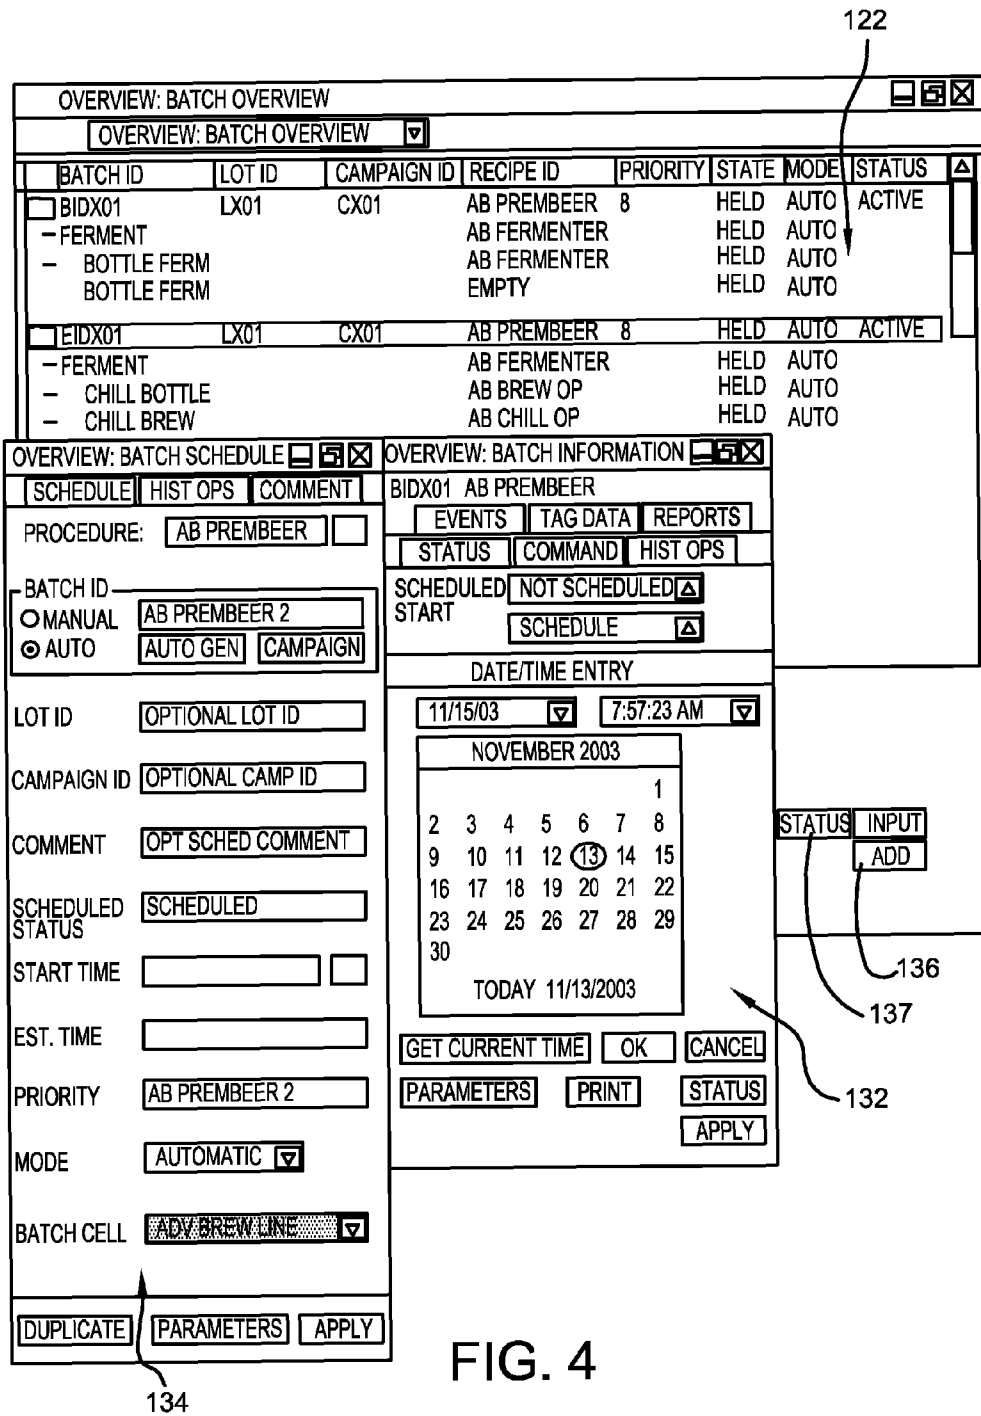 122
OVERVIEW: BATCH OVERVIEW
OVERVIEW: BATCH OVERVIEW
BATCH ID LOT ID CAMPAIGN ID RECIPE ID PRIORITY STATE MODE STATUS
BIDX01 LX01 CX01 AB PREMBEER 8 HELD AUTO ACTIVE
– FERMENT AB FERMENTER HELD AUTO
– BOTTLE FERM AB FERMENTER HELD AUTO
BOTTLE FERM EMPTY HELD AUTO
EIDX01 LX01 CX01 AB PREMBEER 8 HELD AUTO ACTIVE
– FERMENT AB FERMENTER HELD AUTO
– CHILL BOTTLE AB BREW OP HELD AUTO
– CHILL BREW AB CHILL OP HELD AUTO
OVERVIEW: BATCH SCHEDULE
SCHEDULE HIST OPS COMMENT
PROCEDURE: AB PREMBEER
BATCH ID
MANUAL AB PREMBEER 2
AUTO AUTO GEN CAMPAIGN
LOT ID OPTIONAL LOT ID
CAMPAIGN ID OPTIONAL CAMP ID
COMMENT OPT SCHED COMMENT
SCHEDULED STATUS SCHEDULED
START TIME
EST. TIME
PRIORITY AB PREMBEER 2
MODE AUTOMATIC
BATCH CELL ADV BREW LINE
DUPLICATE PARAMETERS APPLY
134
OVERVIEW: BATCH INFORMATION
BIDX01 AB PREMBEER
EVENTS TAG DATA REPORTS
STATUS COMMAND HIST OPS
SCHEDULED START NOT SCHEDULED
SCHEDULE
DATE/TIME ENTRY
11/15/03 7:57:23 AM
NOVEMBER 2003
1
2 3 4 5 6 7 8
9 10 11 12 13 14 15
16 17 18 19 20 21 22
23 24 25 26 27 28 29
30
TODAY 11/13/2003
GET CURRENT TIME OK CANCEL
PARAMETERS PRINT STATUS
APPLY
STATUS INPUT
ADD
136
137
132
FIG. 4